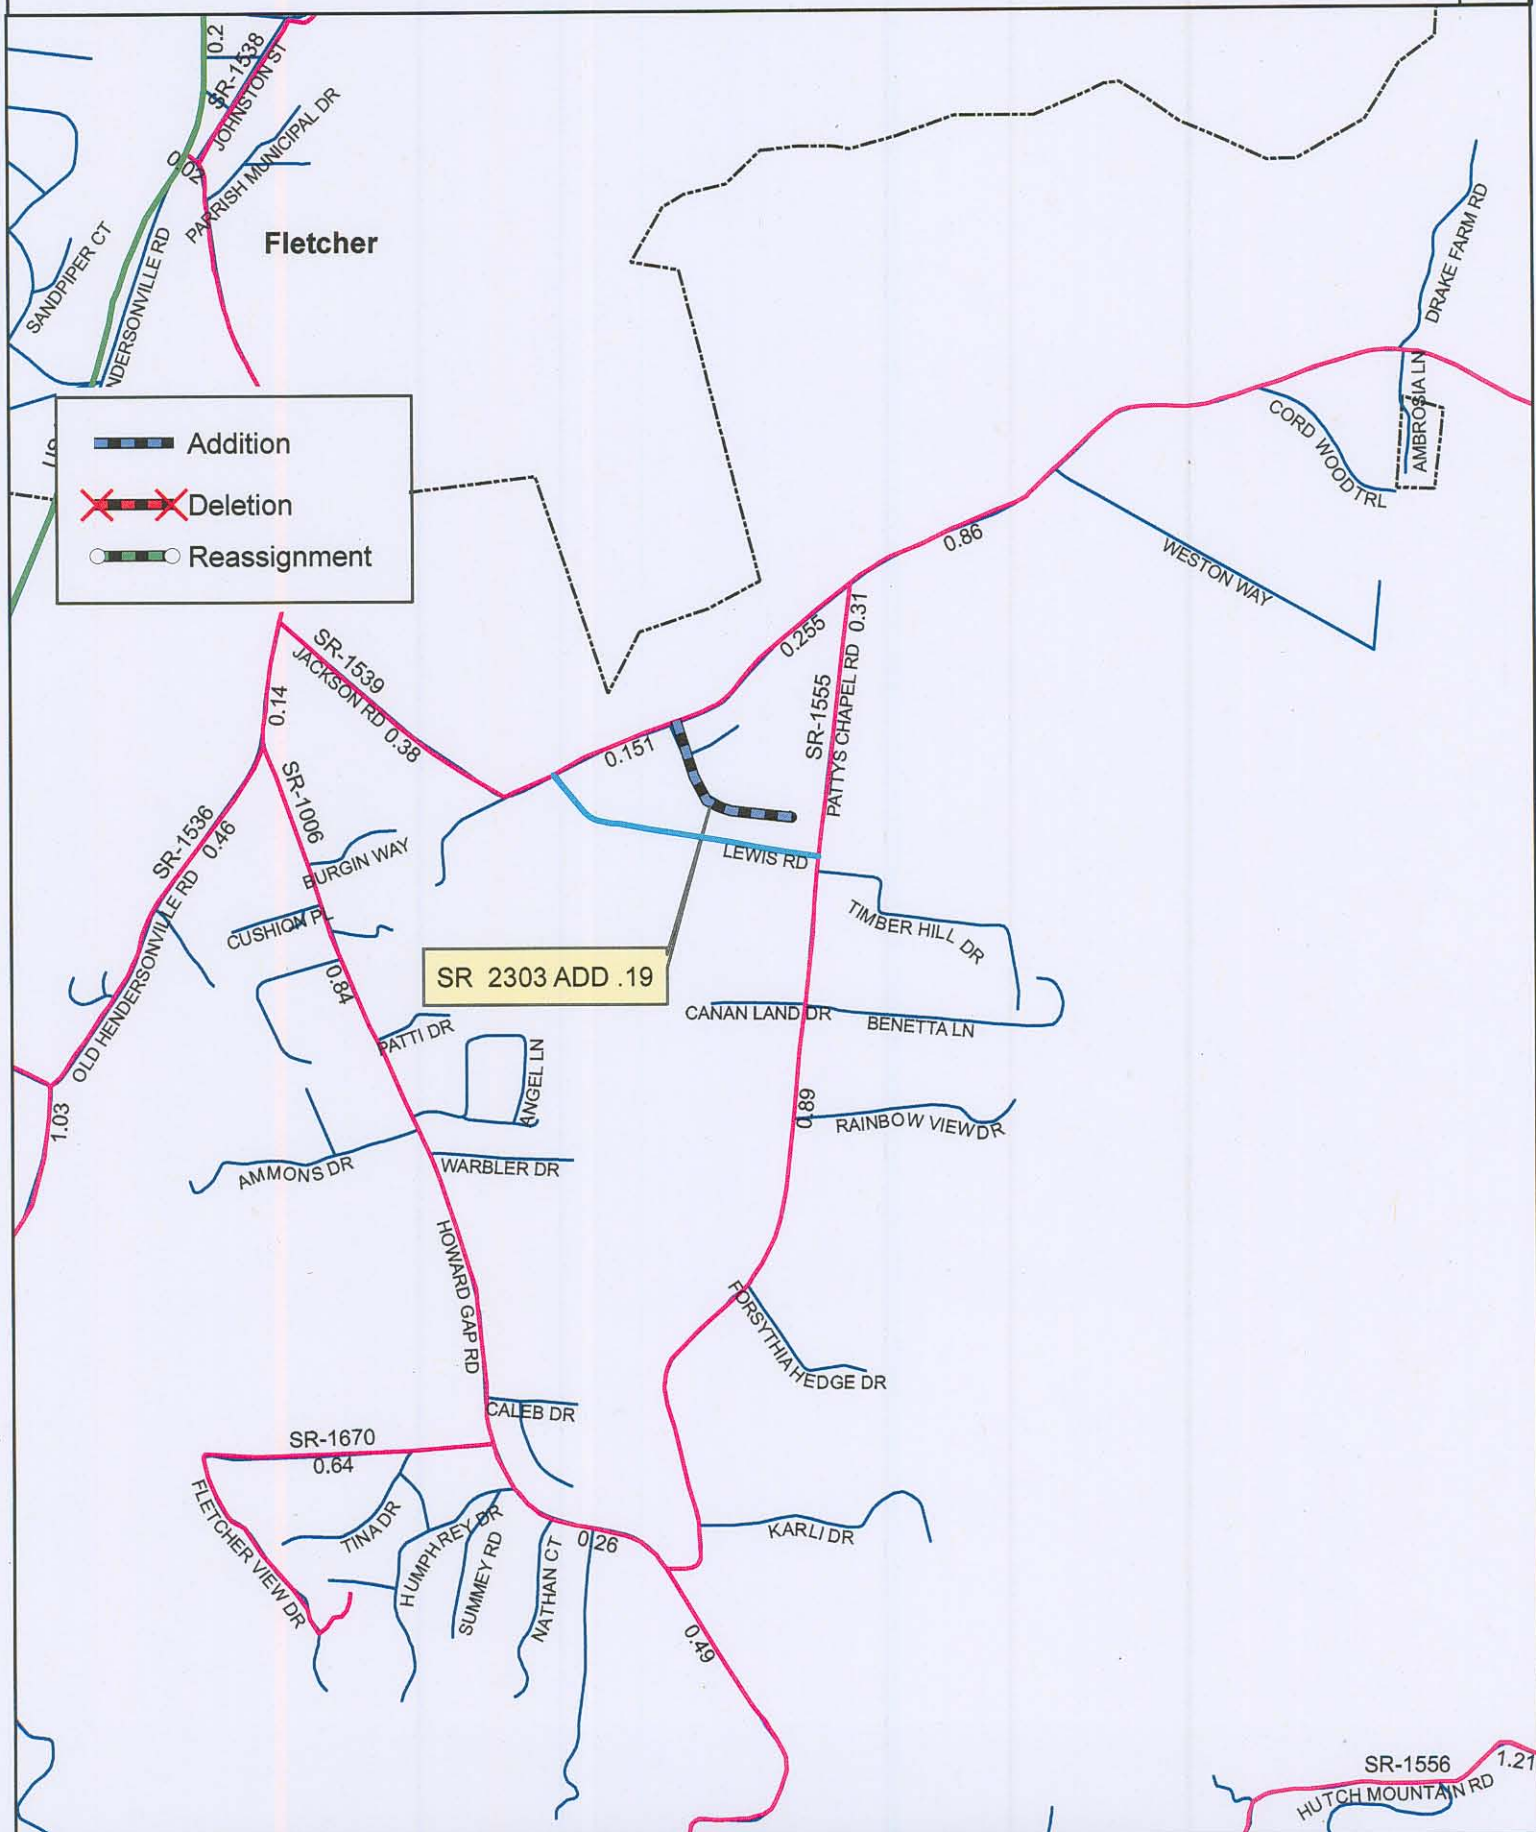 0.2
SR-1538
JOHNSTON ST
0.02
PARRISH MUNICIPAL DR
Fletcher
SANDPIPER CT
NDERSONVILLE RD
DRAKE FARM RD
AMBROSIA LN
CORD WOOD TRL
Addition
Deletion
Reassignment
0.86
WESTON WAY
0.255
0.31
SR-1539
JACKSON RD 0.38
0.14
SR-1555
PATTYS CHAPEL RD
0.151
SR-1006
SR-1536
0.46
BURGIN WAY
LEWIS RD
CUSHION PL
TIMBER HILL DR
OLD HENDERSONVILLE RD
0.84
SR 2303 ADD .19
CANAN LAND DR
BENETTA LN
PATTI DR
ANGEL LN
1.03
0.89
RAINBOW VIEW DR
AMMONS DR
WARBLER DR
HOWARD GAP RD
FORSYTHIA HEDGE DR
CALEB DR
SR-1670
0.64
FLETCHER VIEW DR
TINA DR
HUMPHREY DR
SUMMEY RD
NATHAN CT
0.26
KARLI DR
0.49
SR-1556
1.21
HUTCH MOUNTAIN RD